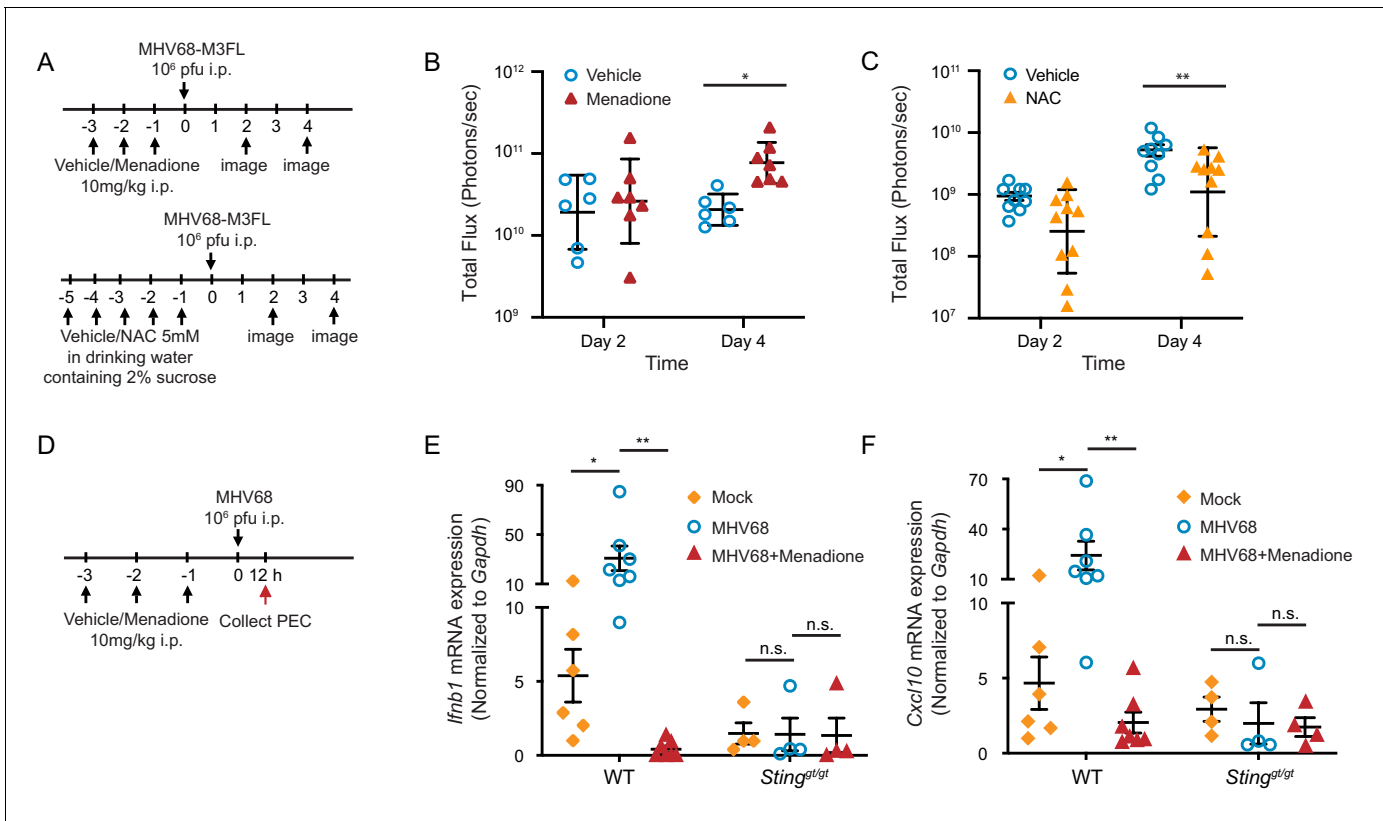 A
MHV68-M3FL
10⁶ pfu i.p.
-3 -2 -1 0 1 2 3 4
Vehicle/Menadione
10mg/kg i.p.
image
image
MHV68-M3FL
10⁶ pfu i.p.
-5 -4 -3 -2 -1 0 1 2 3 4
Vehicle/NAC 5mM
in drinking water
containing 2% sucrose
image
image
B
Total Flux (Photons/sec)
10¹²
10¹¹
10¹⁰
10⁹
Vehicle
Menadione
*
Day 2
Day 4
Time
C
Total Flux (Photons/sec)
10¹¹
10¹⁰
10⁹
10⁸
10⁷
Vehicle
NAC
**
Day 2
Day 4
Time
D
MHV68
10⁶ pfu i.p.
-3 -2 -1 0 12 h
Vehicle/Menadione
10mg/kg i.p.
Collect PEC
E
Ifnb1 mRNA expression
(Normalized to Gapdh)
90
50
10
10
5
0
*
**
Mock
MHV68
MHV68+Menadione
n.s.
n.s.
WT
Sting^gt/gt
F
Cxcl10 mRNA expression
(Normalized to Gapdh)
70
40
10
10
5
0
*
**
Mock
MHV68
MHV68+Menadione
n.s.
n.s.
WT
Sting^gt/gt